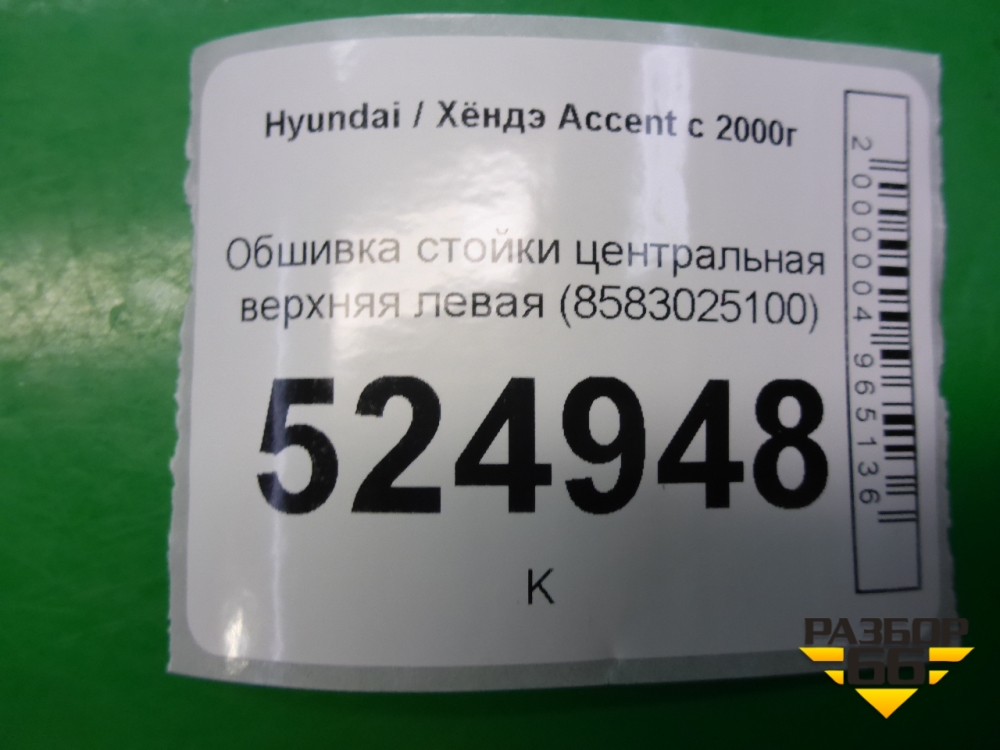 Hyundai / Хёндэ Accent с 2000г
Обшивка стойки центральная
верхняя левая (8583025100)
524948
К
2000004965136
РАЗБОР
66